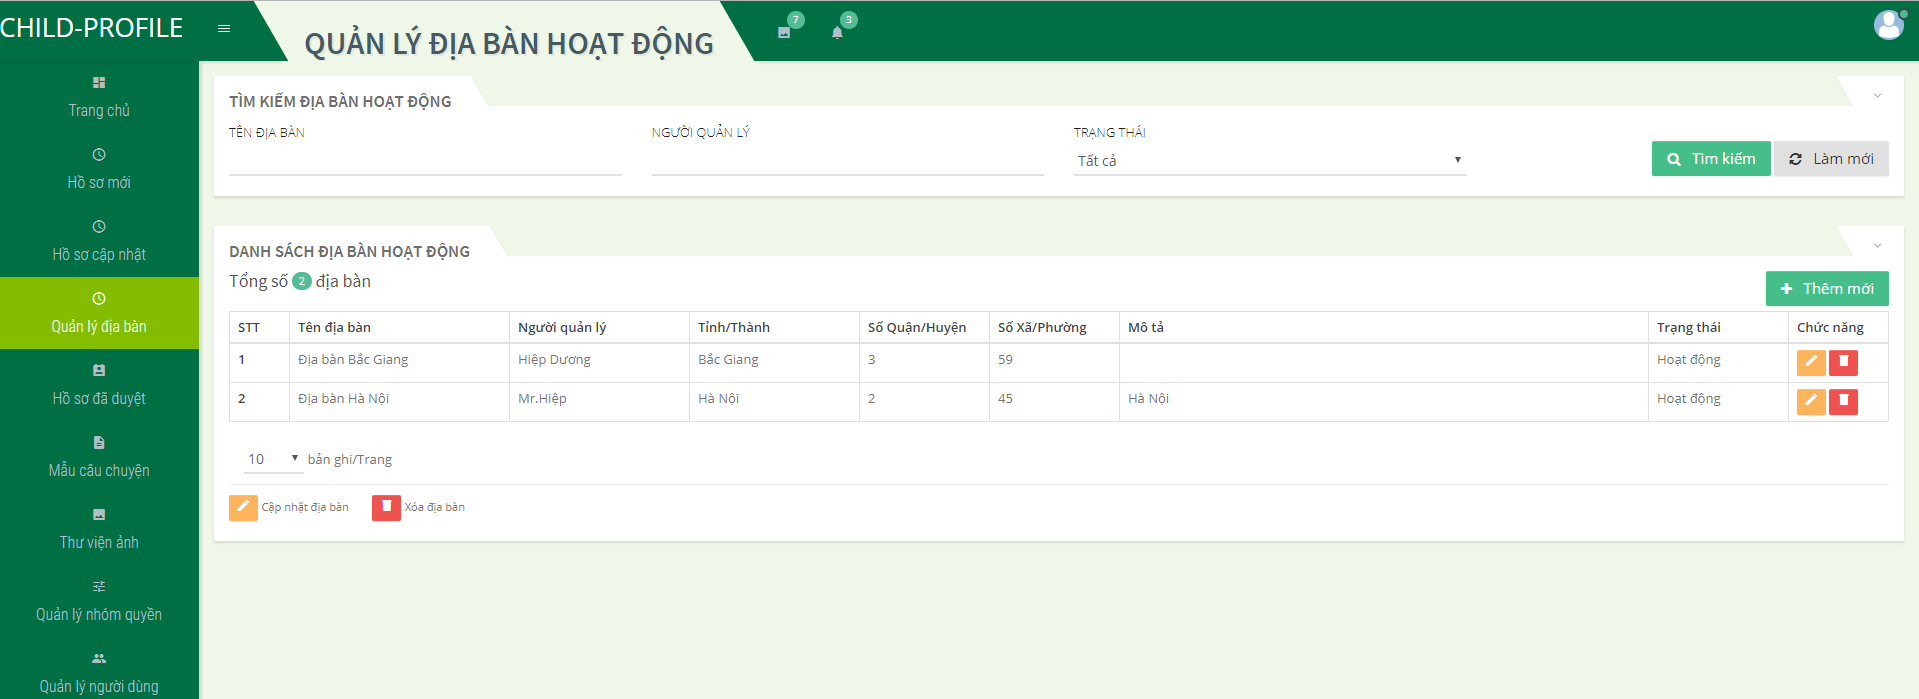 CHILD-PROFILE
QUẢN LÝ ĐỊA BÀN HOẠT ĐỘNG
7
3
Trang chủ
Hồ sơ mới
Hồ sơ cập nhật
Quản lý địa bàn
Hồ sơ đã duyệt
Mẫu câu chuyện
Thư viện ảnh
Quản lý nhóm quyền
Quản lý người dùng
TÌM KIẾM ĐỊA BÀN HOẠT ĐỘNG
TÊN ĐỊA BÀN NGƯỜI QUẢN LÝ TRẠNG THÁI
Tất cả
Tìm kiếm Làm mới
DANH SÁCH ĐỊA BÀN HOẠT ĐỘNG
Tổng số 2 địa bàn
Thêm mới
STT Tên địa bàn Người quản lý Tỉnh/Thành Số Quận/Huyện Số Xã/Phường Mô tả Trạng thái Chức năng
1 Địa bàn Bắc Giang Hiệp Dương Bắc Giang 3 59 Hoạt động
2 Địa bàn Hà Nội Mr.Hiệp Hà Nội 2 45 Hà Nội Hoạt động
10 bản ghi/Trang
Cập nhật địa bàn Xóa địa bàn